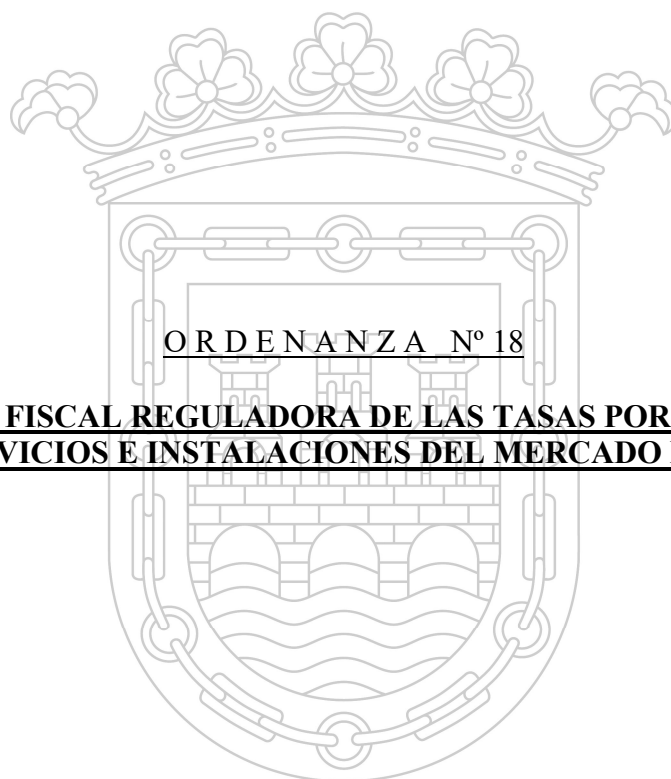 O R D E N A N Z A Nº 18
FISCAL REGULADORA DE LAS TASAS POR
VICIOS E INSTALACIONES DEL MERCADO